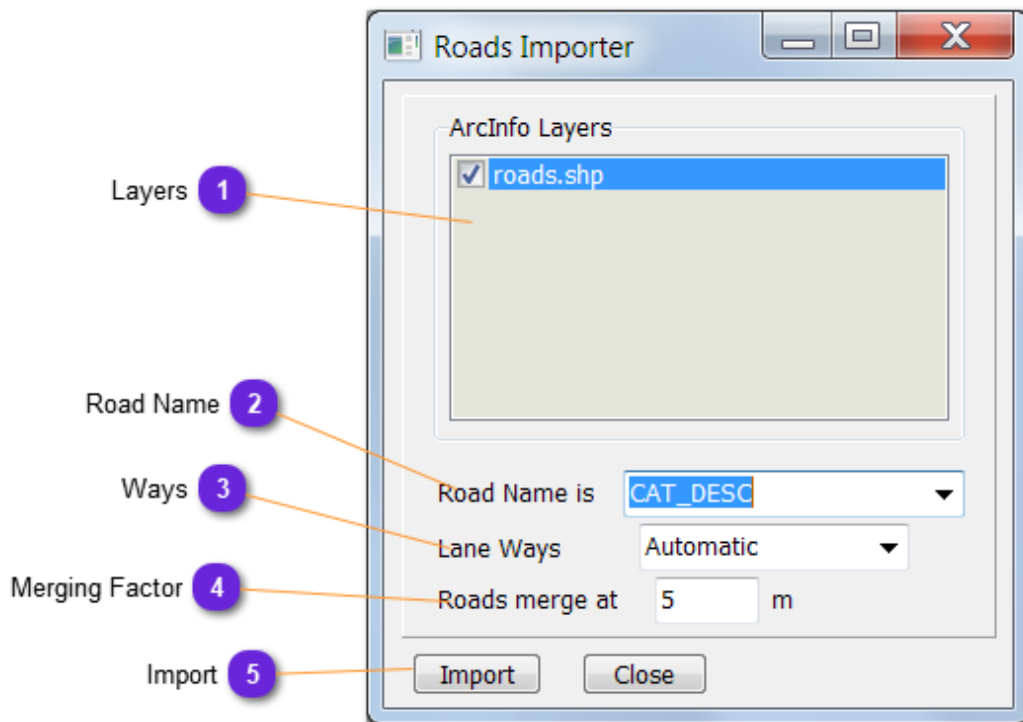 Roads Importer
ArcInfo Layers
roads.shp
Layers 1
Road Name 2
Road Name is CAT_DESC
Ways 3
Lane Ways Automatic
Merging Factor 4
Roads merge at 5 m
Import 5
Import Close